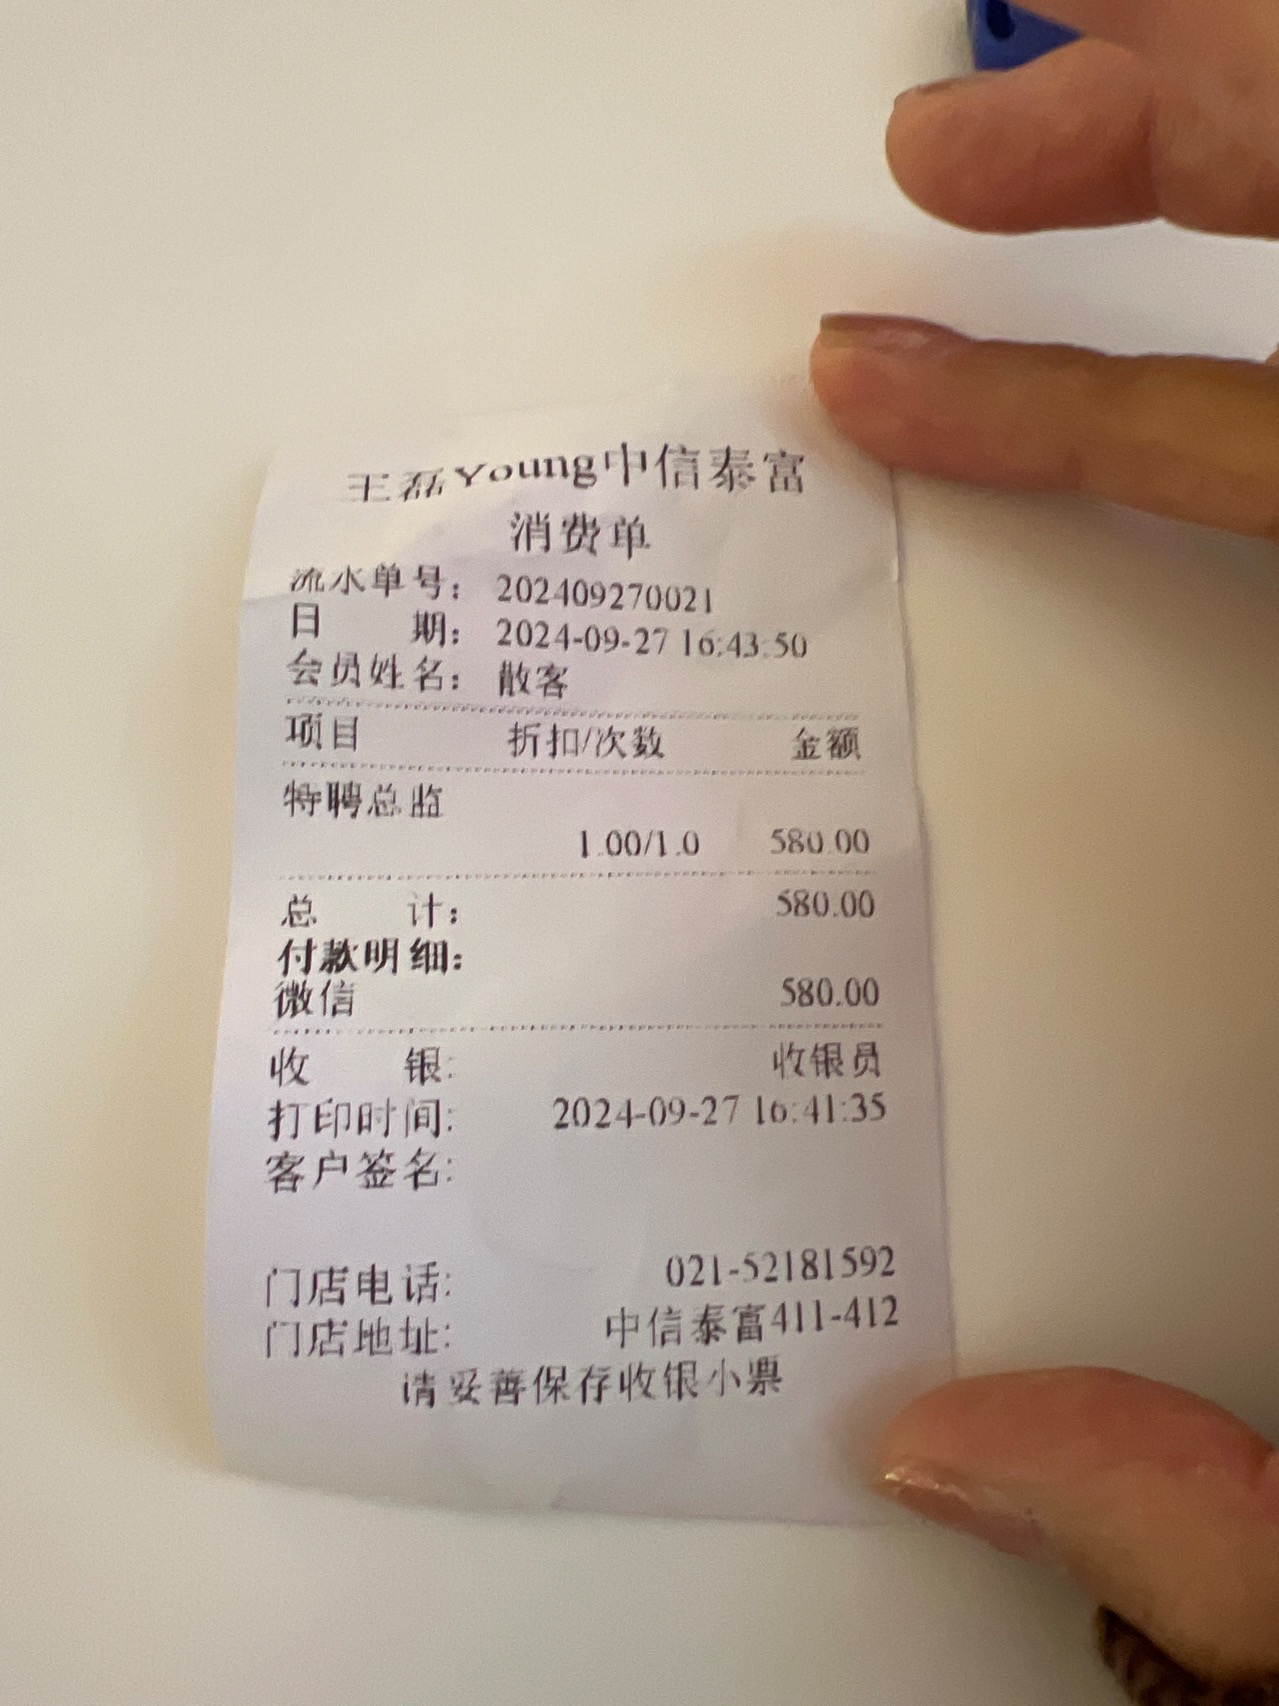 王磊Young中信泰富
消费单
流水单号： 202409270021
日 期： 2024-09-27 16:43:50
会员姓名： 散客
项目 折扣/次数 金额
特聘总监
1.00/1.0 580.00
总 计： 580.00
付款明细：
微信 580.00
收 银: 收银员
打印时间: 2024-09-27 16:41:35
客户签名:
门店电话: 021-52181592
门店地址: 中信泰富411-412
请妥善保存收银小票